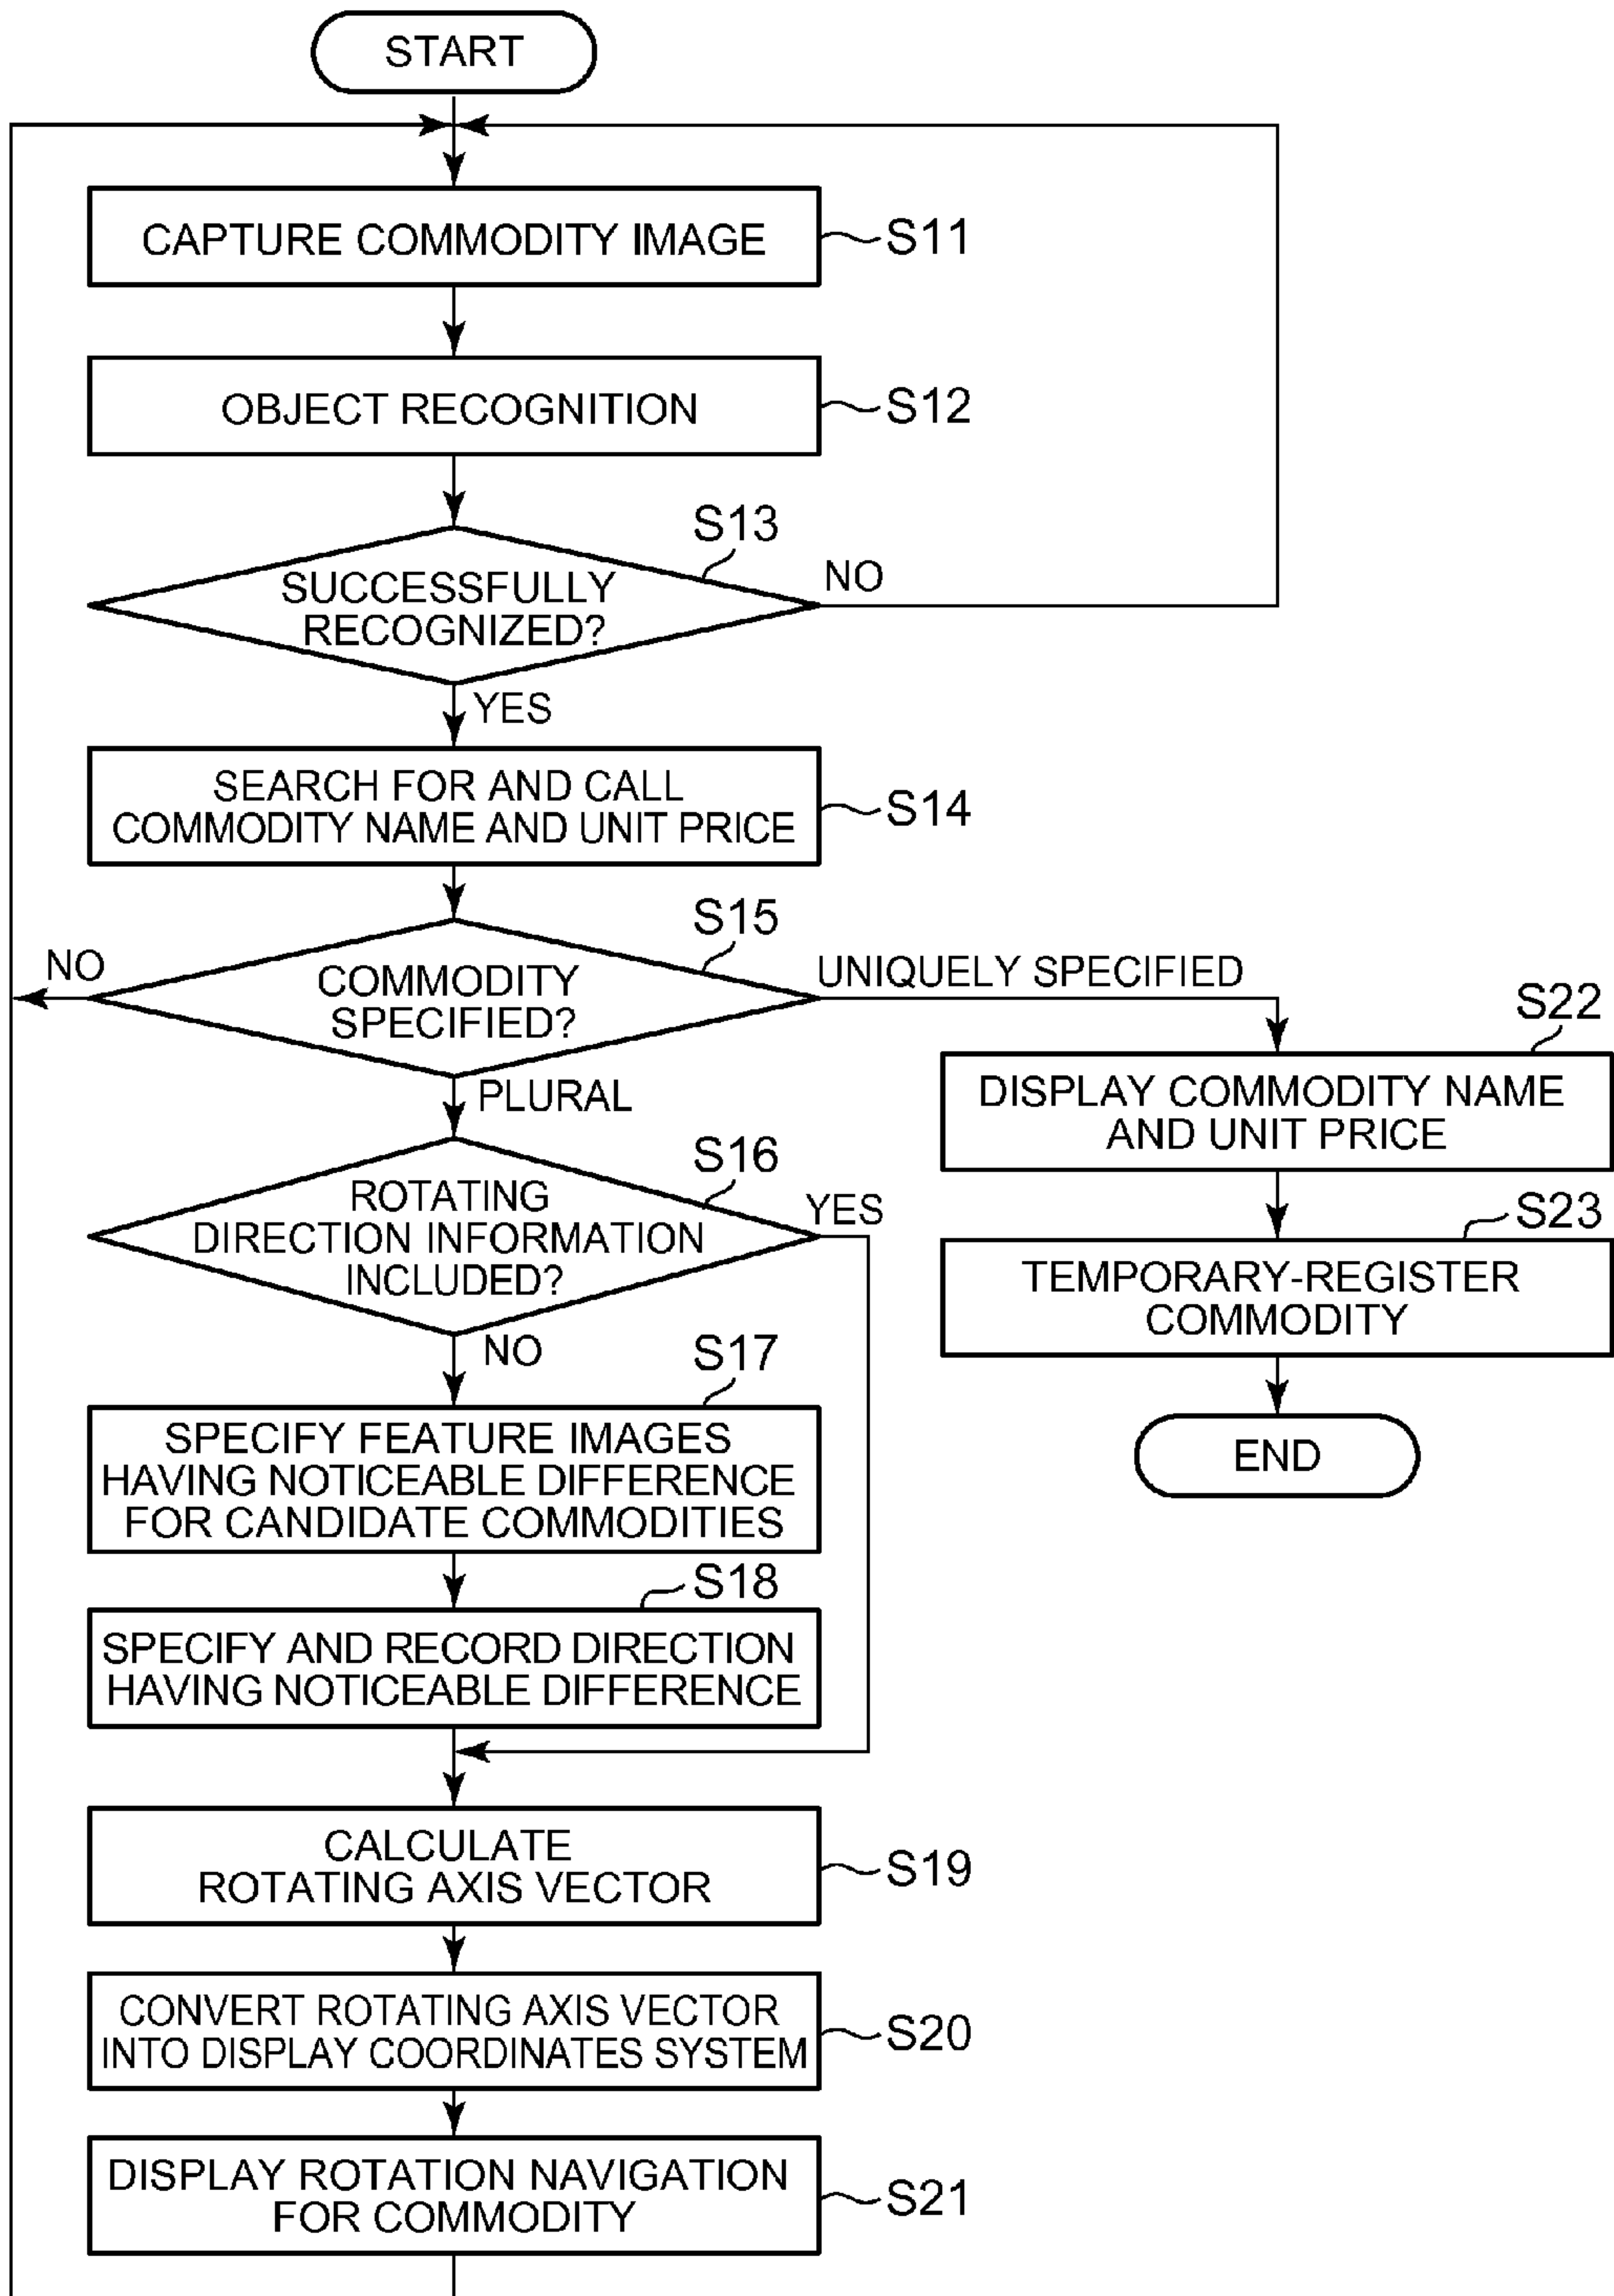 START
CAPTURE COMMODITY IMAGE
S11
OBJECT RECOGNITION
S12
S13
SUCCESSFULLY
RECOGNIZED?
NO
YES
SEARCH FOR AND CALL
COMMODITY NAME AND UNIT PRICE
S14
S15
NO
COMMODITY
SPECIFIED?
UNIQUELY SPECIFIED
PLURAL
S22
DISPLAY COMMODITY NAME
AND UNIT PRICE
S16
ROTATING
DIRECTION INFORMATION
INCLUDED?
YES
NO
S23
TEMPORARY-REGISTER
COMMODITY
END
S17
SPECIFY FEATURE IMAGES
HAVING NOTICEABLE DIFFERENCE
FOR CANDIDATE COMMODITIES
S18
SPECIFY AND RECORD DIRECTION
HAVING NOTICEABLE DIFFERENCE
CALCULATE
ROTATING AXIS VECTOR
S19
CONVERT ROTATING AXIS VECTOR
INTO DISPLAY COORDINATES SYSTEM
S20
DISPLAY ROTATION NAVIGATION
FOR COMMODITY
S21